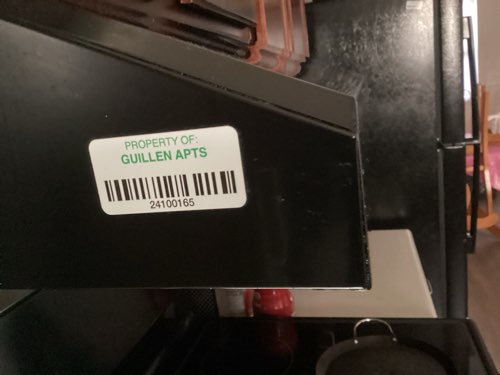 PROPERTY OF:
GUILLEN APTS
24100165